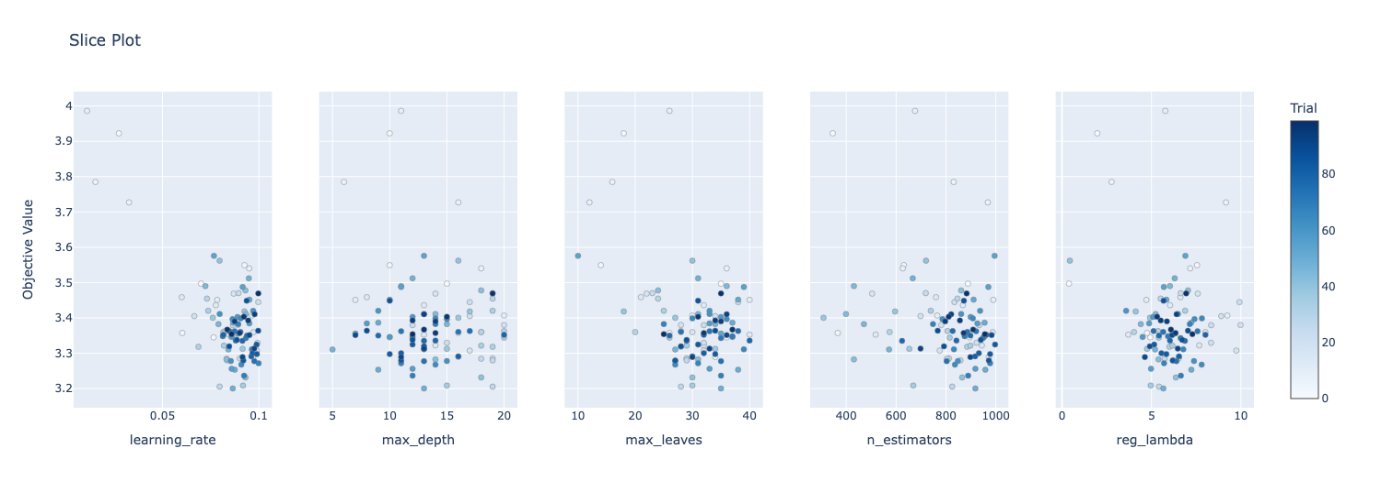 Slice Plot
Trial
Objective Value
4
3.9
3.8
3.7
3.6
3.5
3.4
3.3
3.2
80
60
40
20
0
0.05 0.1
5 10 15 20
10 20 30 40
400 600 800 1000
0 5 10
learning_rate
max_depth
max_leaves
n_estimators
reg_lambda